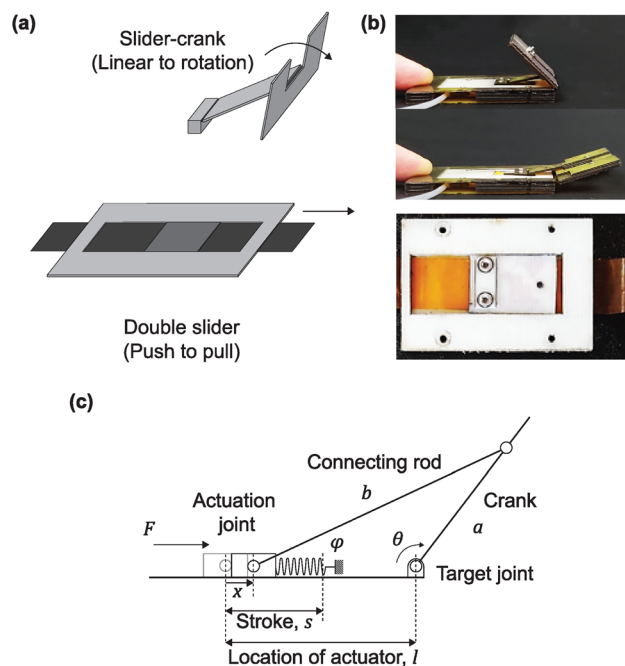 (a)
Slider-crank
(Linear to rotation)
Double slider
(Push to pull)
(b)
(c)
Connecting rod
b
Actuation
joint
Crank
a
F
φ
θ
Target joint
x
Stroke, s
Location of actuator, l